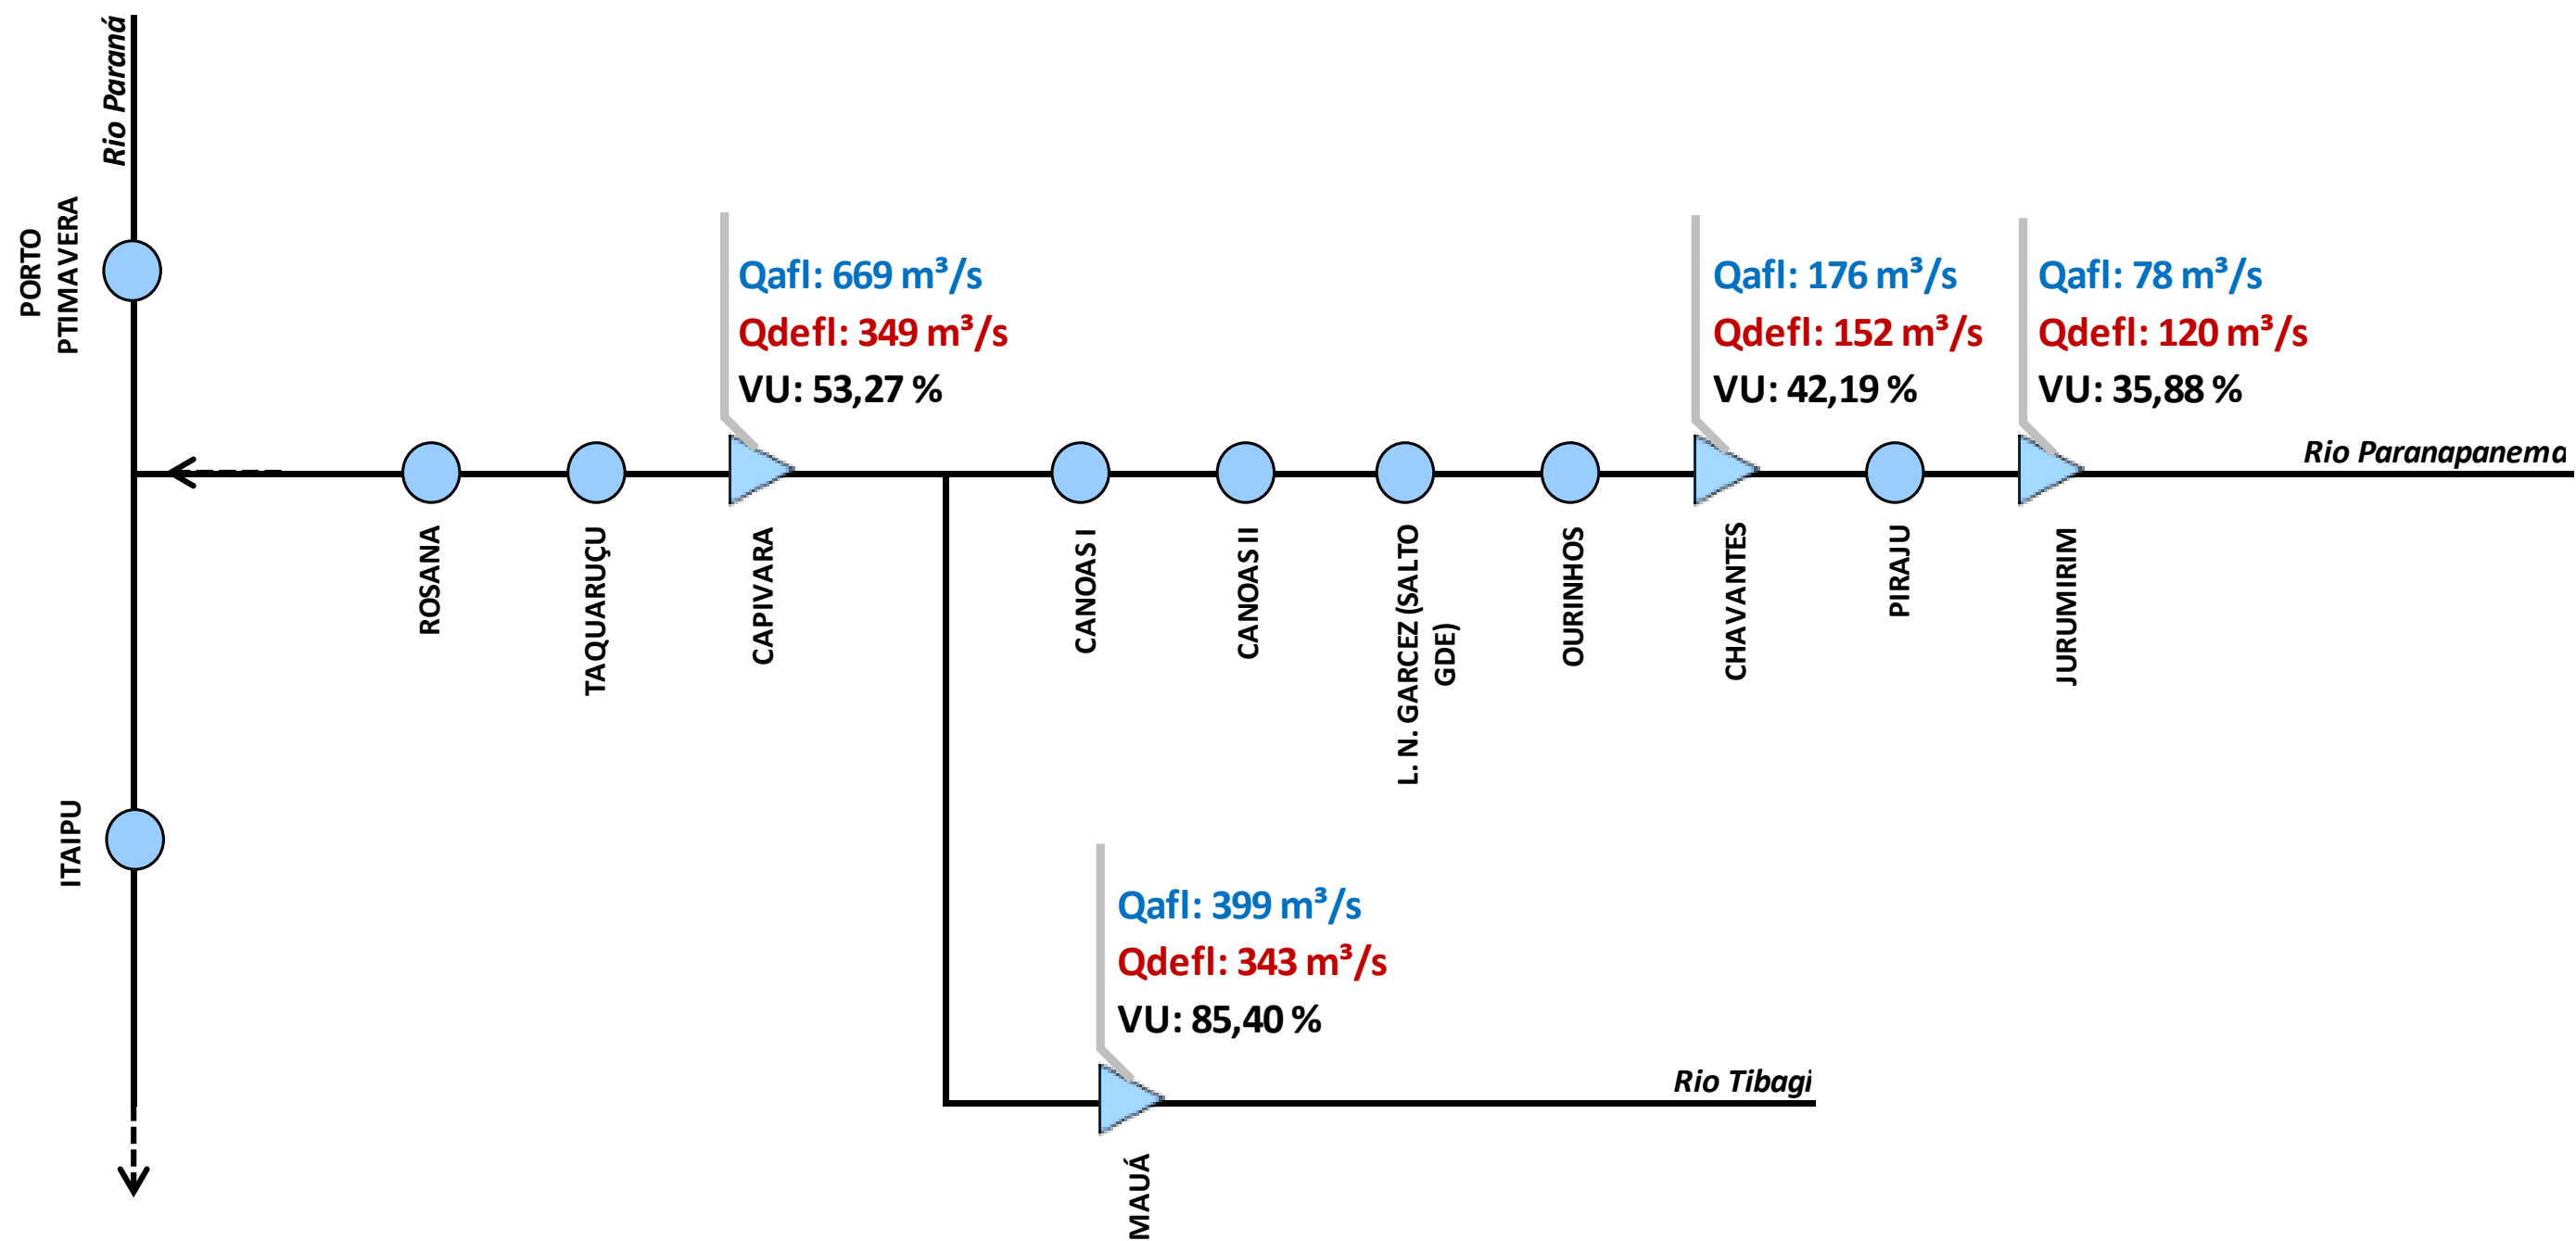 Rio Paraná
PORTO
PTIMAVERA
Qafl: 669 m³/s
Qdefl: 349 m³/s
VU: 53,27 %
Qafl: 176 m³/s
Qdefl: 152 m³/s
VU: 42,19 %
Qafl: 78 m³/s
Qdefl: 120 m³/s
VU: 35,88 %
Rio Paranapanema
ROSANA
TAQUARUÇU
CAPIVARA
CANOAS I
CANOAS II
L. N. GARCEZ (SALTO
GDE)
OURINHOS
CHAVANTES
PIRAJU
JURUMIRIM
ITAIPU
Qafl: 399 m³/s
Qdefl: 343 m³/s
VU: 85,40 %
Rio Tibagi
MAUÁ